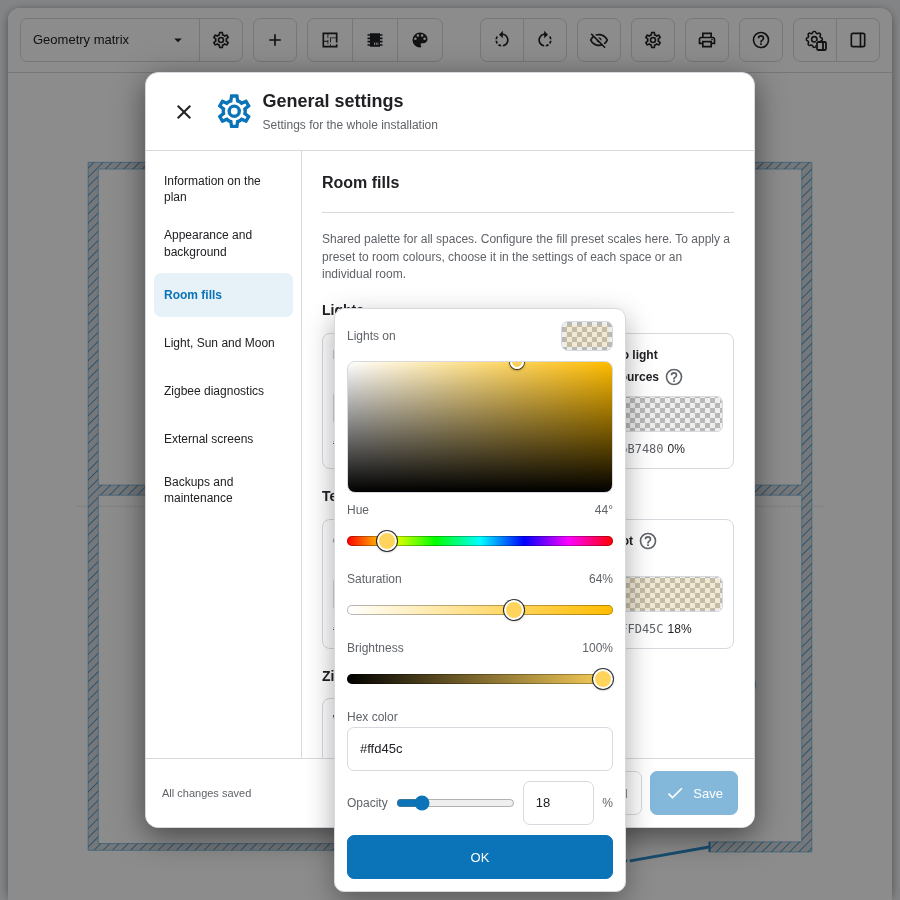 Geometry matrix
General settings
Settings for the whole installation
Information on the
plan
Appearance and
background
Room fills
Light, Sun and Moon
Zigbee diagnostics
External screens
Backups and
maintenance
Room fills
Shared palette for all spaces. Configure the fill preset scales here. To apply a
preset to room colours, choose it in the settings of each space or an
individual room.
Lights on
light
0%
Hue
44°
Saturation
64%
18%
Brightness
100%
Hex color
#ffd45c
Opacity
18
%
OK
All changes saved
Save